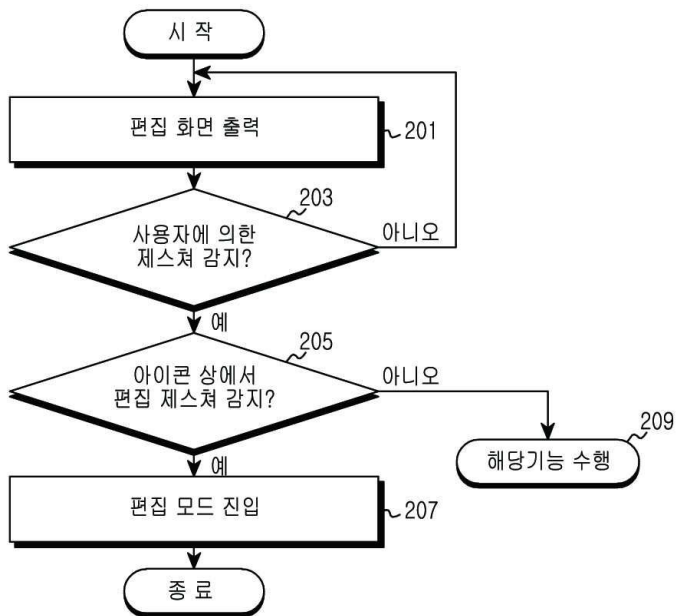 시 작
편집 화면 출력
201
203
사용자에 의한
제스쳐 감지?
아니오
예
205
아이콘 상에서
편집 제스쳐 감지?
아니오
209
해당기능 수행
예
편집 모드 진입
207
종 료